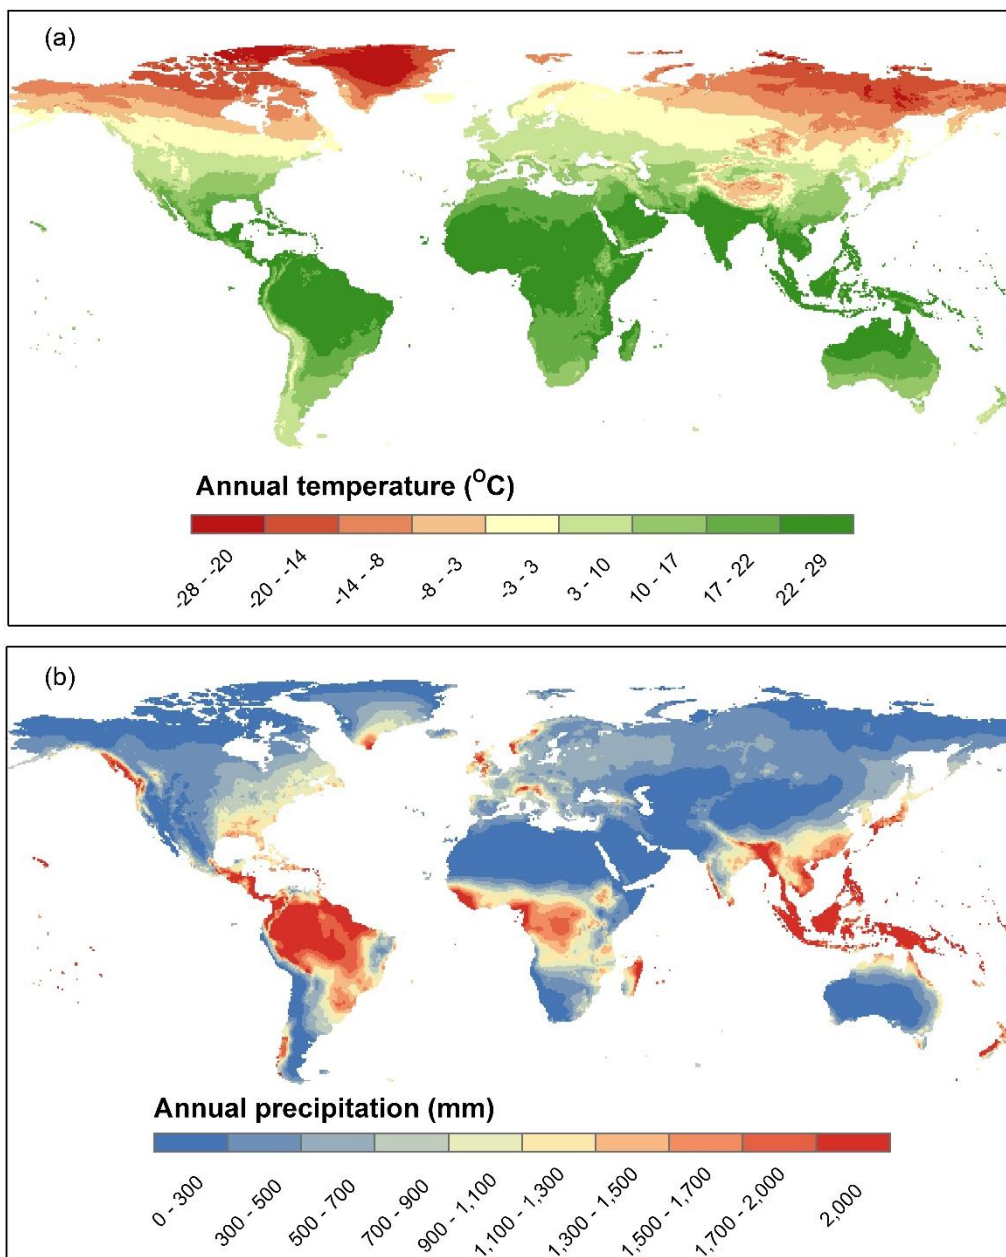 (a)
Annual temperature (°C)
-28 - -20
-20 - -14
-14 - -8
-8 - -3
-3 - 3
3 - 10
10 - 17
17 - 22
22 - 29
(b)
Annual precipitation (mm)
0 - 300
300 - 500
500 - 700
700 - 900
900 - 1,100
1,100 - 1,300
1,300 - 1,500
1,500 - 1,700
1,700 - 2,000
2,000